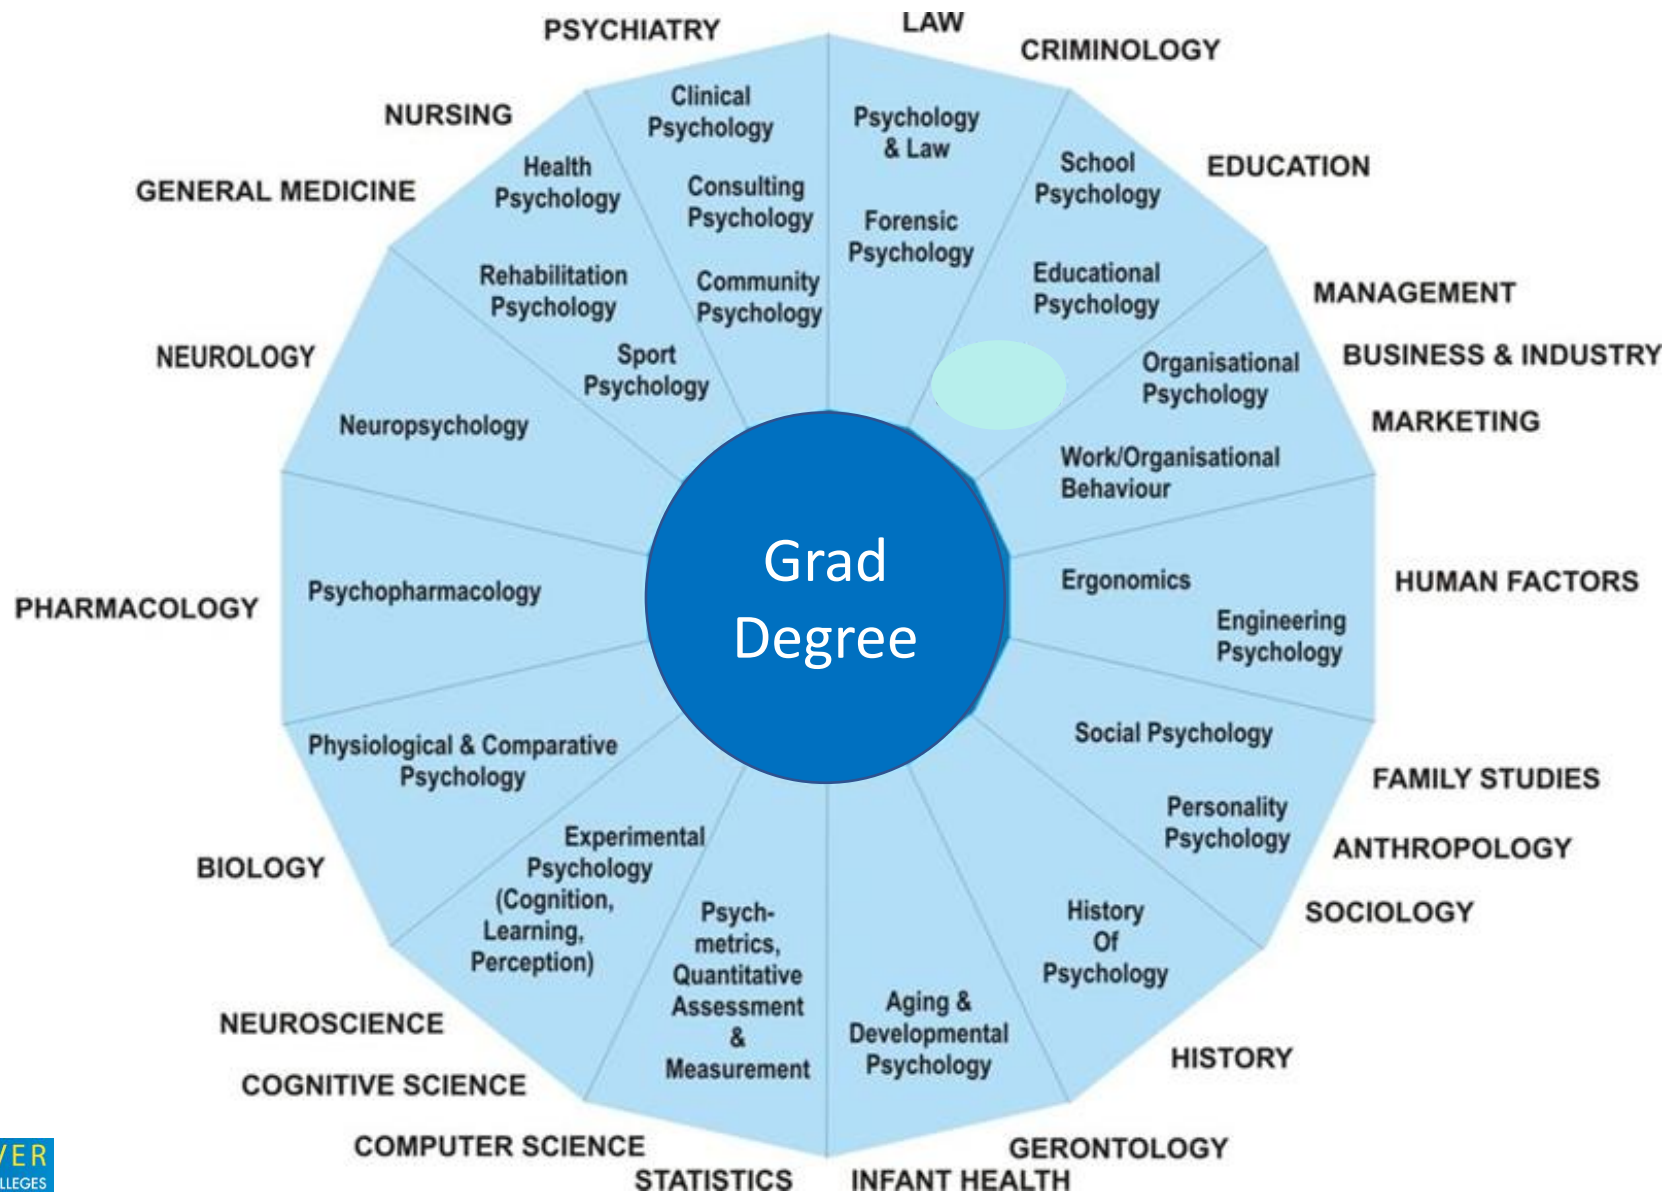 PSYCHIATRY
LAW
CRIMINOLOGY
NURSING
EDUCATION
GENERAL MEDICINE
MANAGEMENT
BUSINESS & INDUSTRY
NEUROLOGY
MARKETING
PHARMACOLOGY
HUMAN FACTORS
FAMILY STUDIES
BIOLOGY
ANTHROPOLOGY
SOCIOLOGY
NEUROSCIENCE
HISTORY
COGNITIVE SCIENCE
COMPUTER SCIENCE
GERONTOLOGY
STATISTICS
INFANT HEALTH
Clinical
Psychology
Consulting
Psychology
Community
Psychology
Psychology
& Law
Forensic
Psychology
School
Psychology
Educational
Psychology
Organisational
Psychology
Work/Organisational
Behaviour
Ergonomics
Engineering
Psychology
Social Psychology
Personality
Psychology
History
Of
Psychology
Aging &
Developmental
Psychology
Psych-
metrics,
Quantitative
Assessment
&
Measurement
Experimental
Psychology
(Cognition,
Learning,
Perception)
Physiological & Comparative
Psychology
Psychopharmacology
Neuropsychology
Health
Psychology
Rehabilitation
Psychology
Sport
Psychology
Grad
Degree
VER
LLEGES